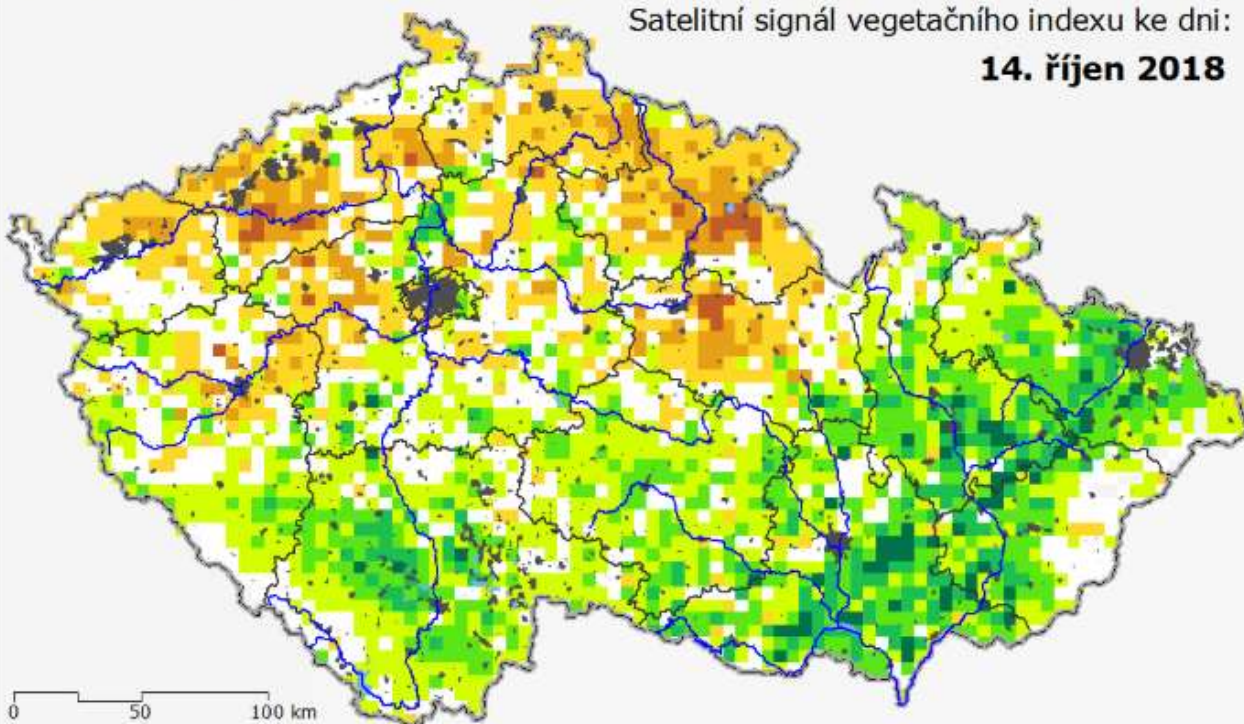 Satelitní signál vegetačního indexu ke dni:
14. říjen 2018
0 50 100 km